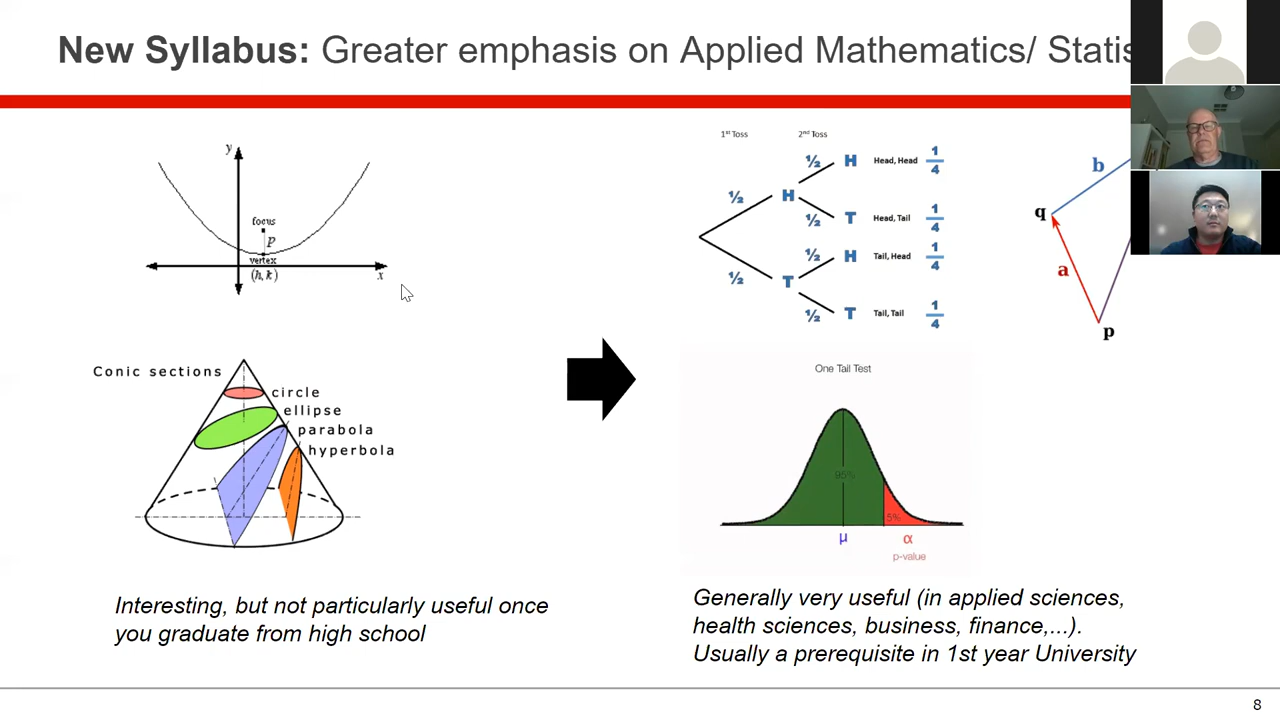 New Syllabus: Greater emphasis on Applied Mathematics/ Statis
y
focus
p
vertex
(h, k)
x
Conic sections
circle
ellipse
parabola
hyperbola
Interesting, but not particularly useful once
you graduate from high school
1st Toss 2nd Toss
½ H Head, Head 1/4
½ H
½ T Head, Tail 1/4
½ H Tail, Head 1/4
½ T
½ T Tail, Tail 1/4
b
q
a
p
One Tail Test
95%
5%
μ α
p-value
Generally very useful (in applied sciences,
health sciences, business, finance,...).
Usually a prerequisite in 1st year University
8